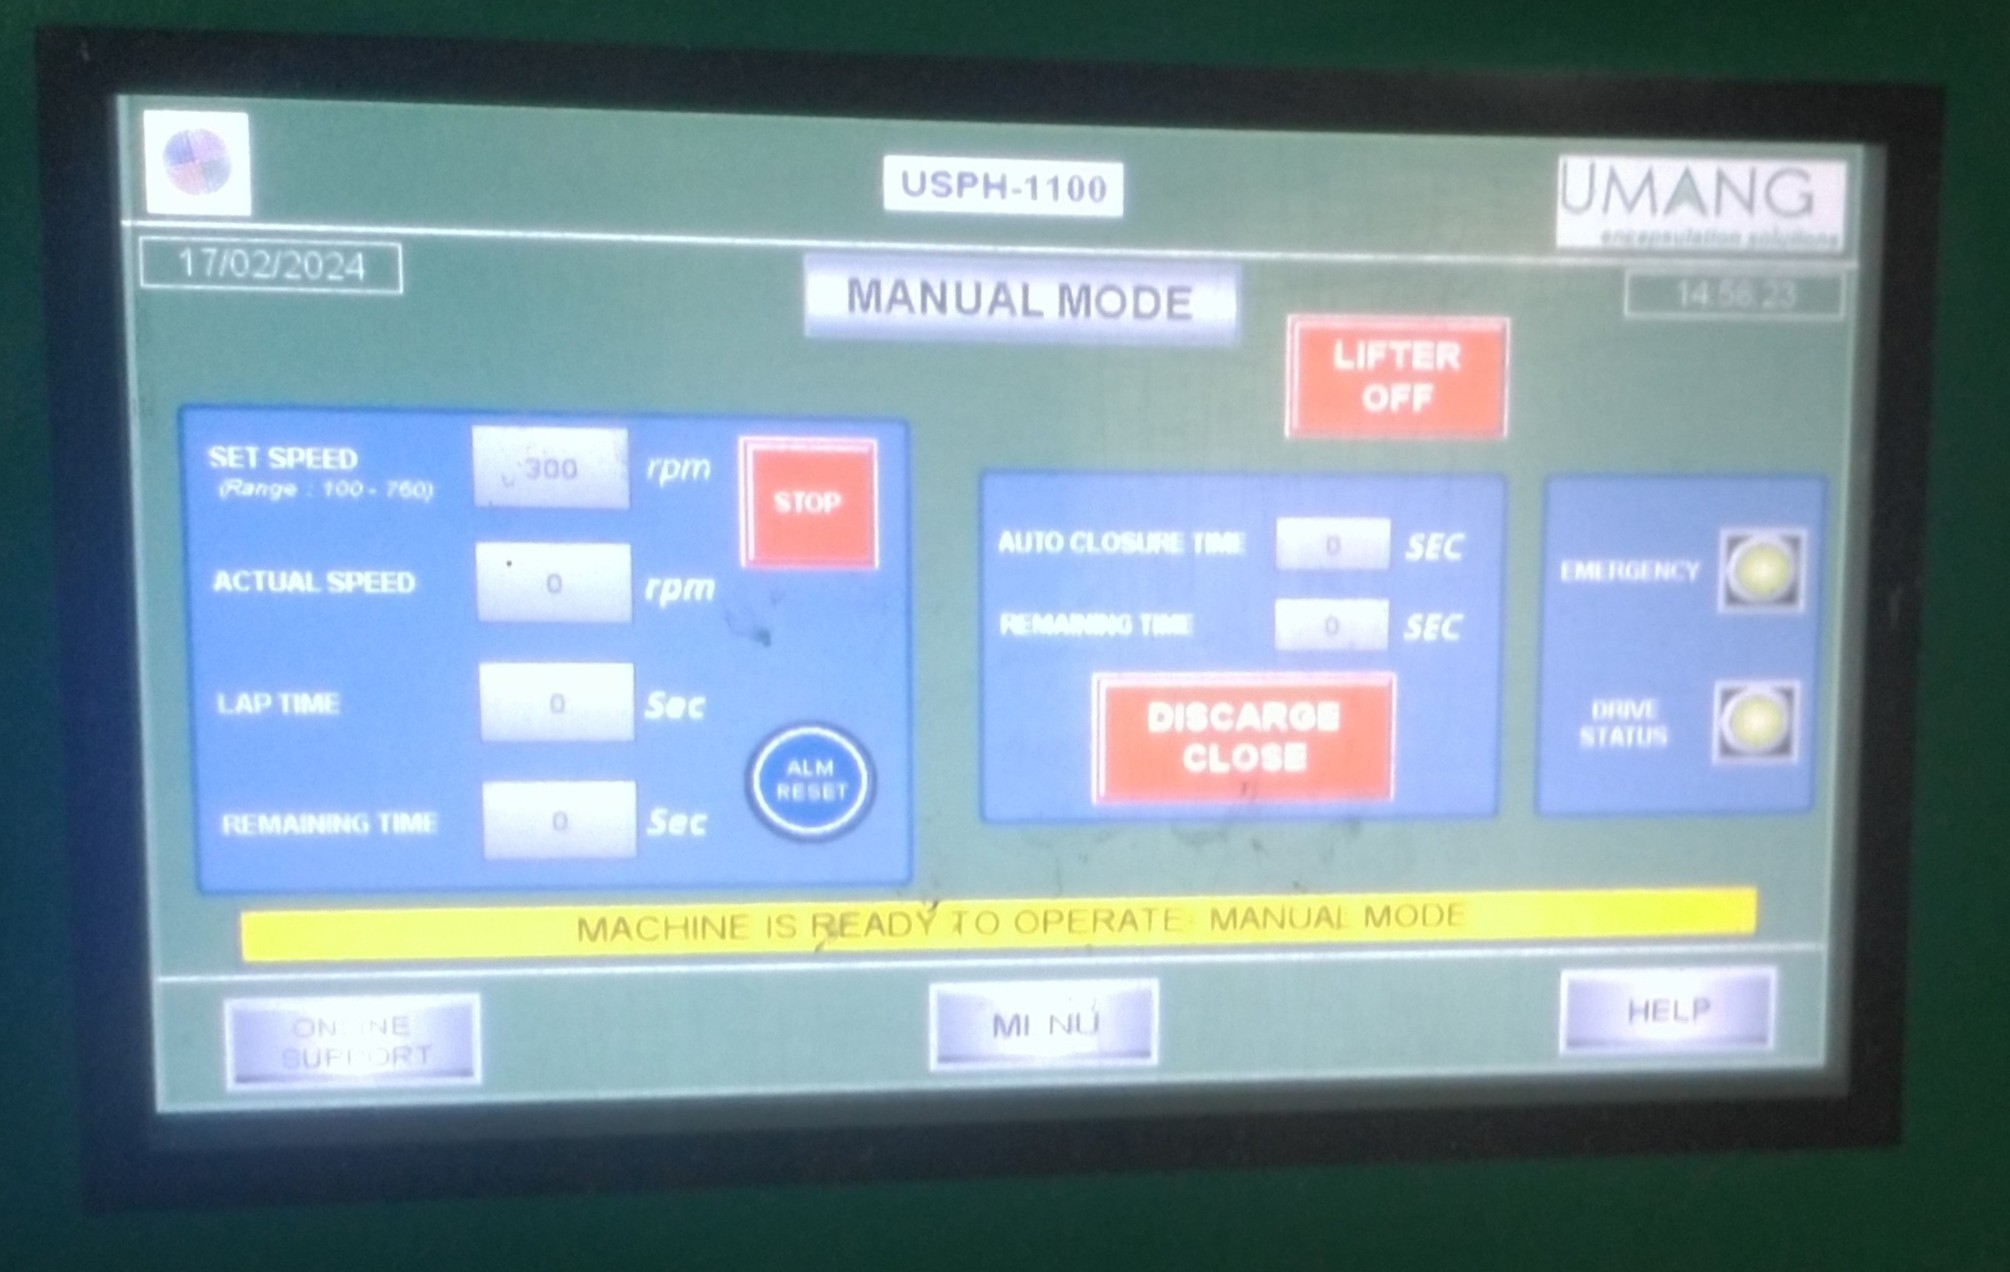 USPH-1100
UMANG
encapsulation solutions
17/02/2024
MANUAL MODE
14:56:23
LIFTER
OFF
SET SPEED
300
rpm
(Range : 100 - 750)
STOP
ACTUAL SPEED
0
rpm
LAP TIME
0
Sec
ALM
RESET
REMAINING TIME
0
Sec
AUTO CLOSURE TIME
0
SEC
REMAINING TIME
0
SEC
DISCARGE
CLOSE
EMERGENCY
DRIVE
STATUS
MACHINE IS READY TO OPERATE MANUAL MODE
ONLINE
SUPPORT
MENU
HELP